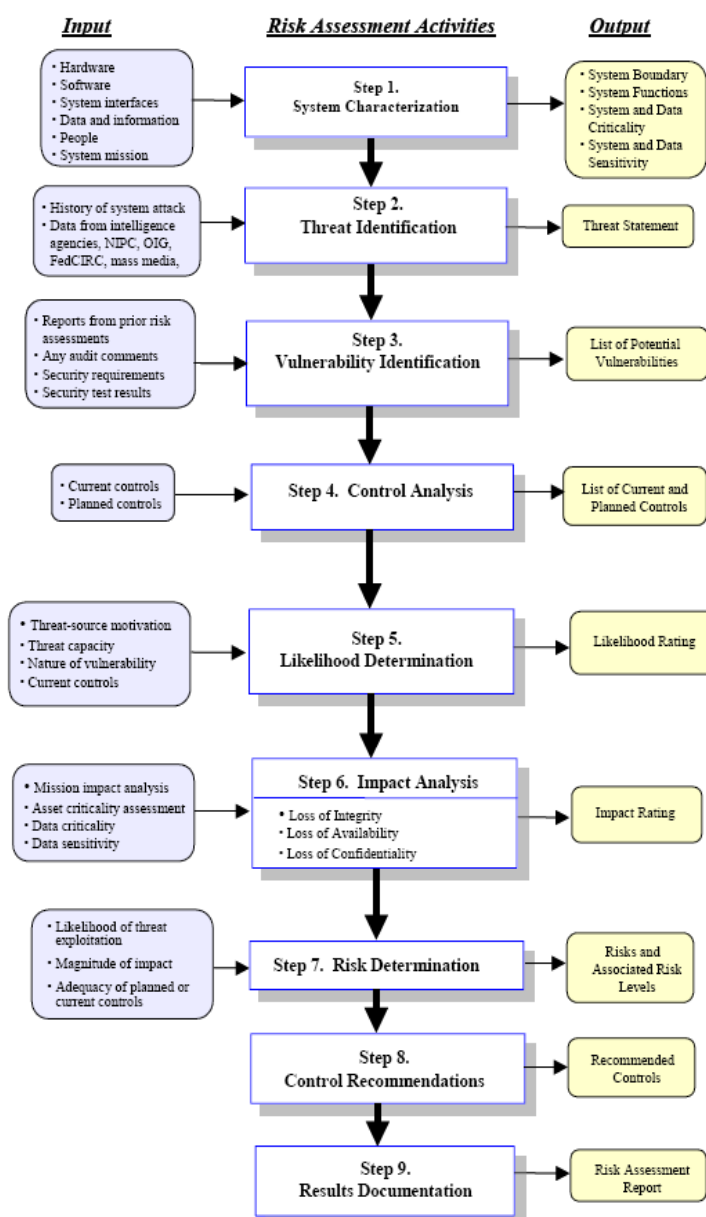 Input
Risk Assessment Activities
Output
• Hardware
• Software
• System interfaces
• Data and information
• People
• System mission
Step 1.
System Characterization
• System Boundary
• System Functions
• System and Data
Criticality
• System and Data
Sensitivity
• History of system attack
• Data from intelligence
agencies, NIPC, OIG,
FedCIRC, mass media,
Step 2.
Threat Identification
Threat Statement
• Reports from prior risk
assessments
• Any audit comments
• Security requirements
• Security test results
Step 3.
Vulnerability Identification
List of Potential
Vulnerabilities
• Current controls
• Planned controls
Step 4. Control Analysis
List of Current and
Planned Controls
• Threat-source motivation
• Threat capacity
• Nature of vulnerability
• Current controls
Step 5.
Likelihood Determination
Likelihood Rating
• Mission impact analysis
• Asset criticality assessment
• Data criticality
• Data sensitivity
Step 6. Impact Analysis
• Loss of Integrity
• Loss of Availability
• Loss of Confidentiality
Impact Rating
• Likelihood of threat
exploitation
• Magnitude of impact
• Adequacy of planned or
current controls
Step 7. Risk Determination
Risks and
Associated Risk
Levels
Step 8.
Control Recommendations
Recommended
Controls
Step 9.
Results Documentation
Risk Assessment
Report